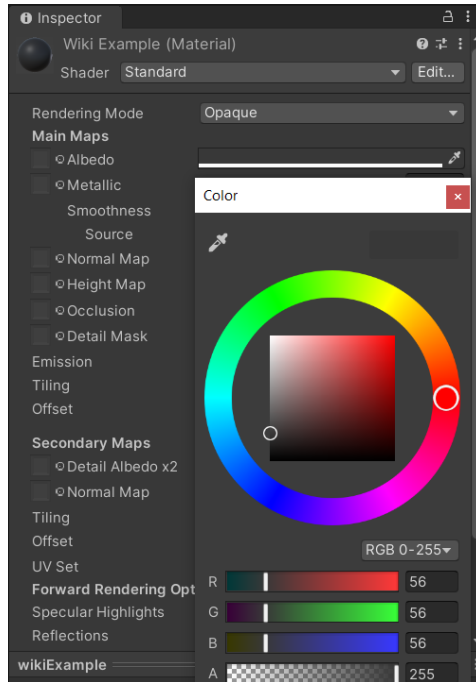 Inspector
Wiki Example (Material)
Shader Standard Edit...
Rendering Mode Opaque
Main Maps
Albedo
Metallic
Color
Smoothness
Source
Normal Map
Height Map
Occlusion
Detail Mask
Emission
Tiling
Offset
Secondary Maps
Detail Albedo x2
Normal Map
Tiling
Offset
RGB 0-255
UV Set
R 56
Forward Rendering Opt
G 56
Specular Highlights
B 56
Reflections
A 255
wikiExample